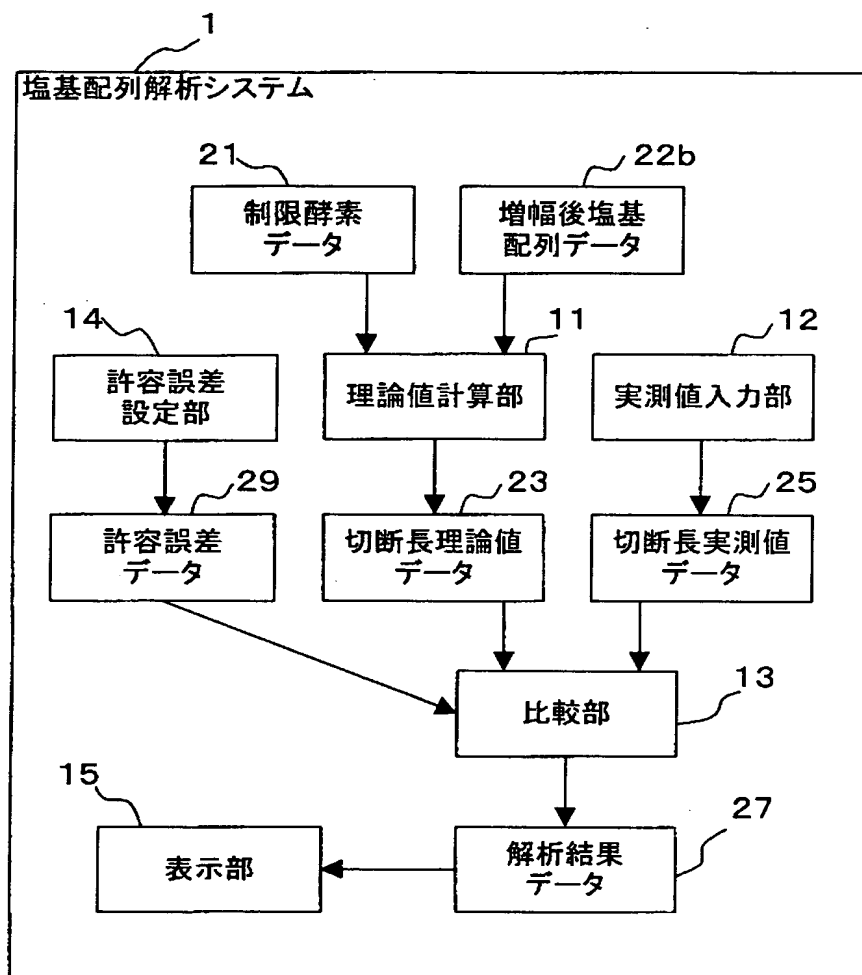 1
塩基配列解析システム
21
22b
制限酵素
データ
増幅後塩基
配列データ
14
11
12
許容誤差
設定部
理論値計算部
実測値入力部
29
23
25
許容誤差
データ
切断長理論値
データ
切断長実測値
データ
13
比較部
15
27
表示部
解析結果
データ